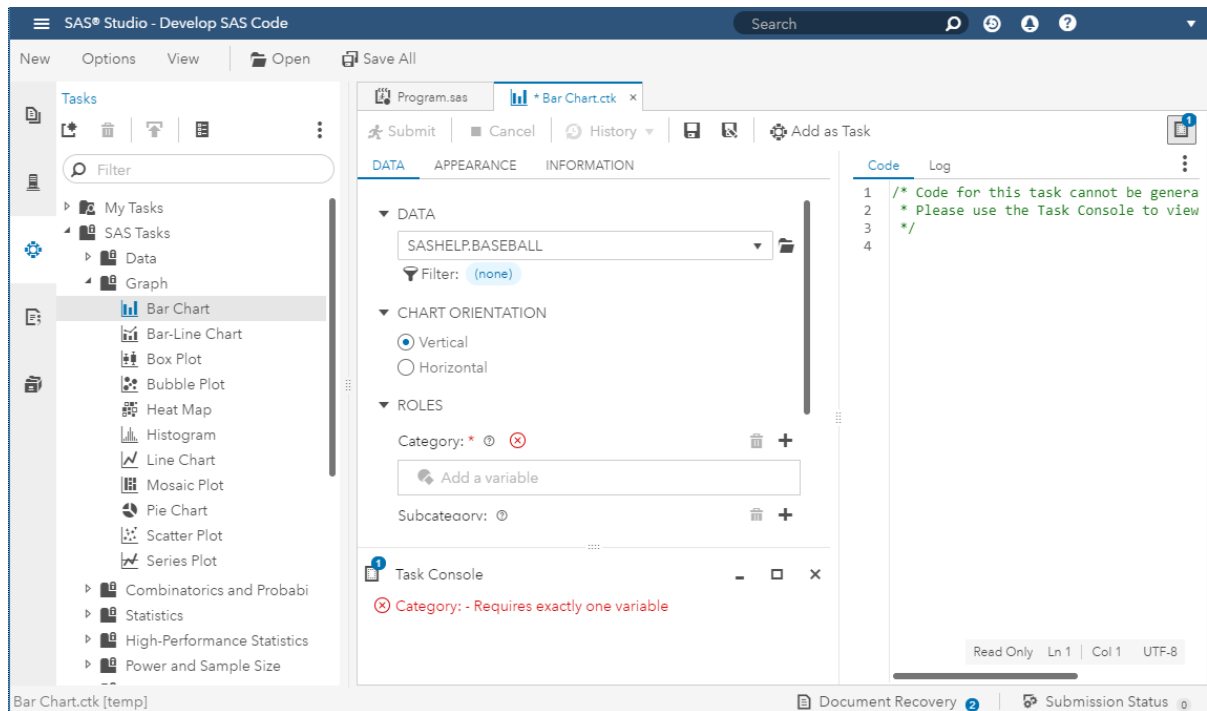 SAS® Studio - Develop SAS Code
Search
New Options View Open Save All
Tasks
Filter
My Tasks
SAS Tasks
Data
Graph
Bar Chart
Bar-Line Chart
Box Plot
Bubble Plot
Heat Map
Histogram
Line Chart
Mosaic Plot
Pie Chart
Scatter Plot
Series Plot
Combinatorics and Probabi
Statistics
High-Performance Statistics
Power and Sample Size
Program.sas
* Bar Chart.ctk ×
Submit Cancel History Add as Task
1
DATA APPEARANCE INFORMATION
DATA
SASHELP.BASEBALL
Filter: (none)
CHART ORIENTATION
Vertical
Horizontal
ROLES
Category: *
Add a variable
Subcategory:
1
Task Console
Category: - Requires exactly one variable
Code Log
1 /* Code for this task cannot be genera
2 * Please use the Task Console to view
3 */
4
Read Only Ln 1 Col 1 UTF-8
Bar Chart.ctk [temp]
Document Recovery 2
Submission Status 0